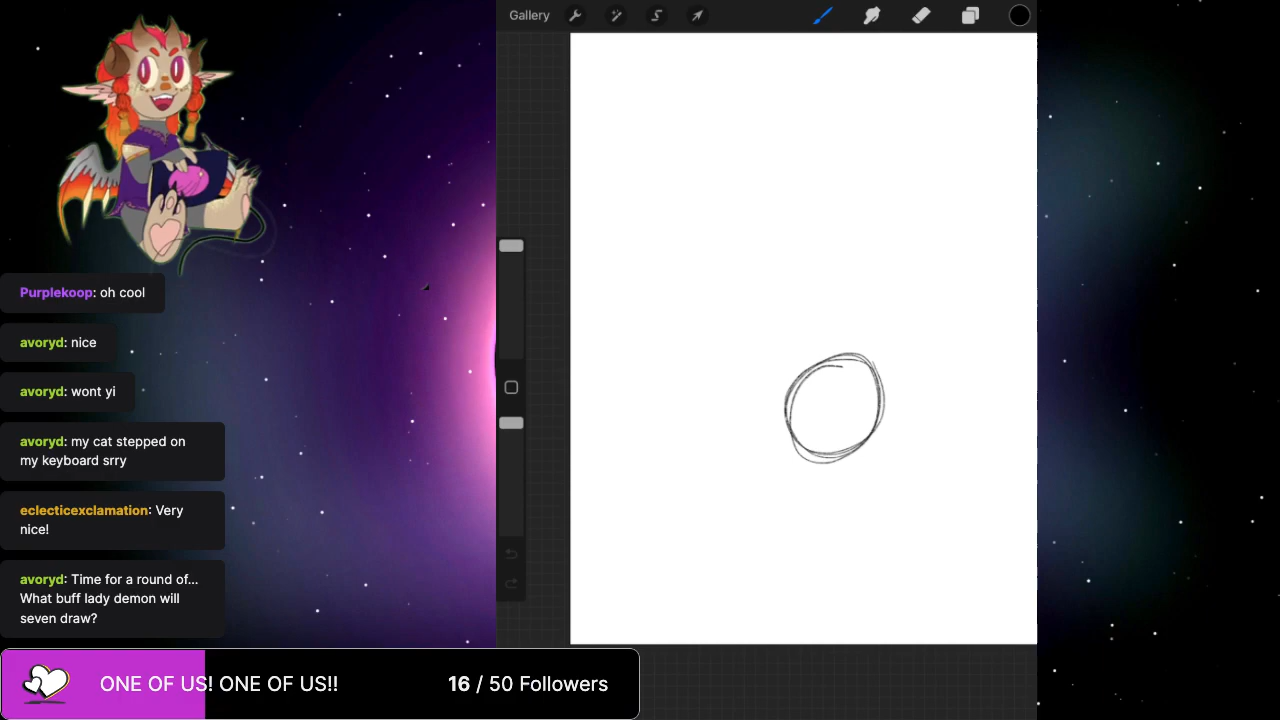 Gallery
Purplekoop: oh cool
avoryd: nice
avoryd: wont yi
avoryd: my cat stepped on
my keyboard srry
eclecticexclamation: Very
nice!
avoryd: Time for a round of...
What buff lady demon will
seven draw?
ONE OF US! ONE OF US!! 16 / 50 Followers